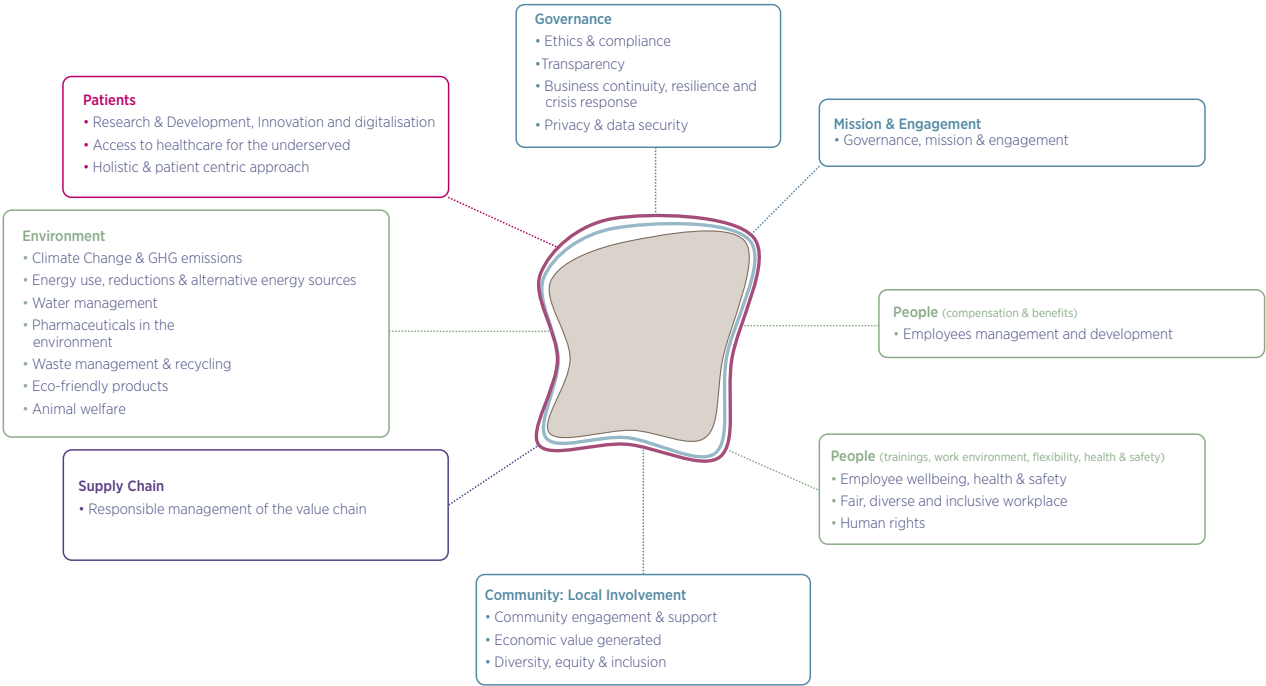 Governance
• Ethics & compliance
•Transparency
• Business continuity, resilience and
crisis response
• Privacy & data security
Patients
• Research & Development, Innovation and digitalisation
• Access to healthcare for the underserved
• Holistic & patient centric approach
Mission & Engagement
• Governance, mission & engagement
Environment
• Climate Change & GHG emissions
• Energy use, reductions & alternative energy sources
• Water management
• Pharmaceuticals in the
environment
• Waste management & recycling
• Eco-friendly products
• Animal welfare
People (compensation & benefits)
• Employees management and development
People (trainings, work environment, flexibility, health & safety)
• Employee wellbeing, health & safety
• Fair, diverse and inclusive workplace
• Human rights
Supply Chain
• Responsible management of the value chain
Community: Local Involvement
• Community engagement & support
• Economic value generated
• Diversity, equity & inclusion